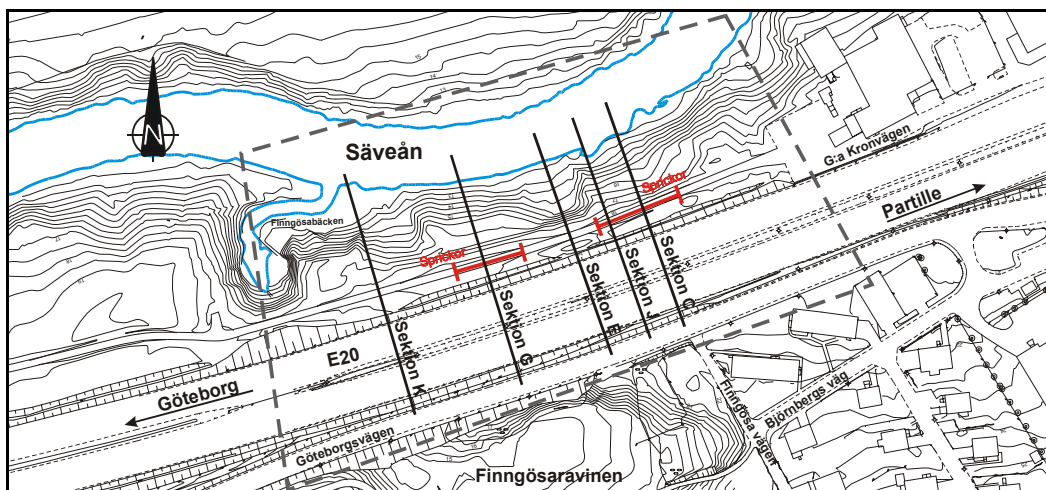 N
Säveån
G:a Kronvägen
Sprickor
Partille
Finngösabäcken
Sprickor
Sektion K
Sektion G
Sektion E
Sektion J
Sektion C
E20
Göteborg
Göteborgsvägen
Finngösa vägen
Björnbergs väg
Finngösaravinen